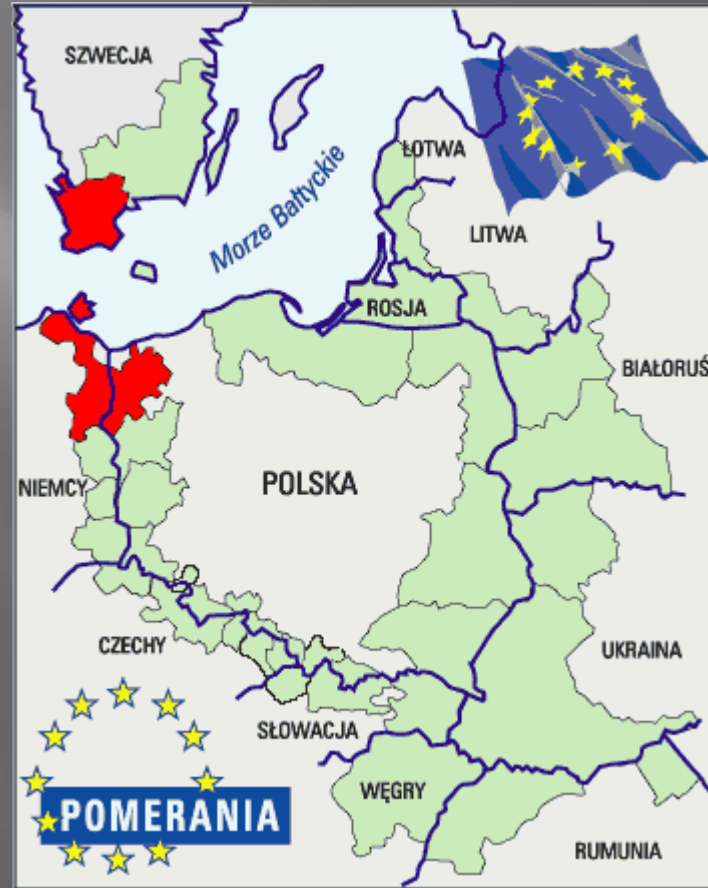 SZWECJA
ŁOTWA
Morze Bałtyckie
LITWA
ROSJA
BIAŁORUŚ
NIEMCY
POLSKA
CZECHY
UKRAINA
SŁOWACJA
WĘGRY
POMERANIA
RUMUNIA